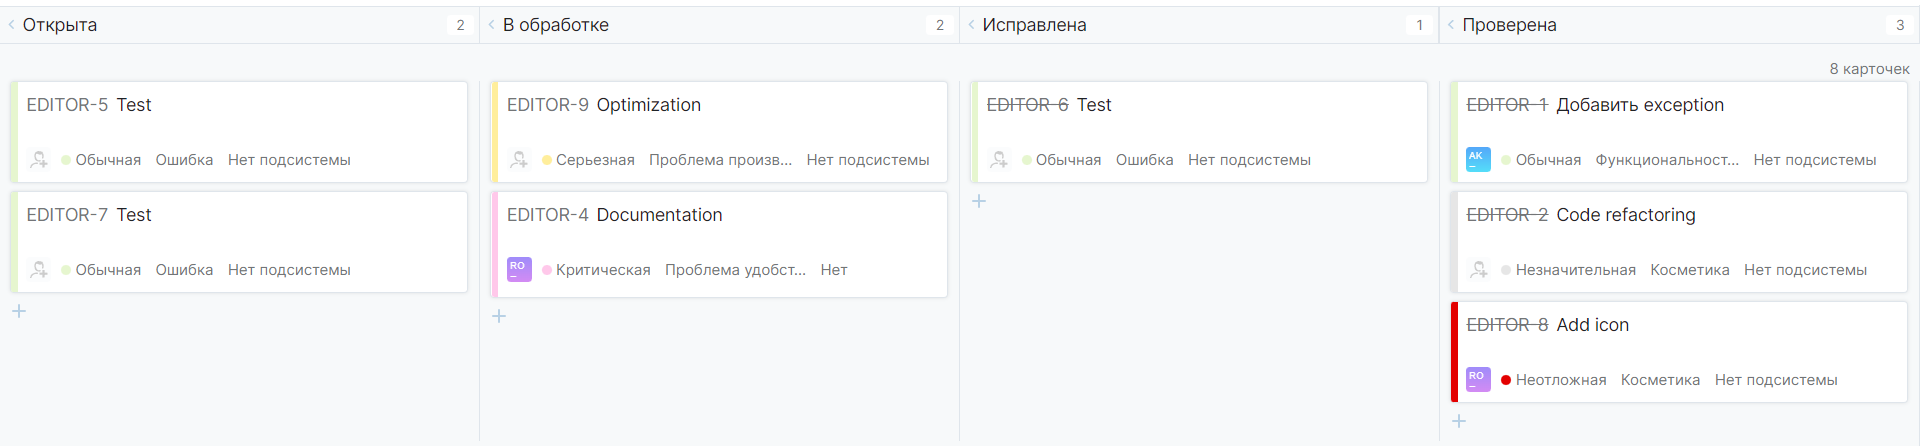 Открыта 2
В обработке 2
Исправлена 1
Проверена 3
8 карточек
EDITOR-5 Test
Обычная Ошибка Нет подсистемы
EDITOR-7 Test
Обычная Ошибка Нет подсистемы
EDITOR-9 Optimization
Серьезная Проблема произв... Нет подсистемы
EDITOR-4 Documentation
RO Критическая Проблема удобст... Нет
EDITOR-6 Test
Обычная Ошибка Нет подсистемы
EDITOR-1 Добавить exception
AK Обычная Функциональност... Нет подсистемы
EDITOR-2 Code refactoring
Незначительная Косметика Нет подсистемы
EDITOR-8 Add icon
RO Неотложная Косметика Нет подсистемы